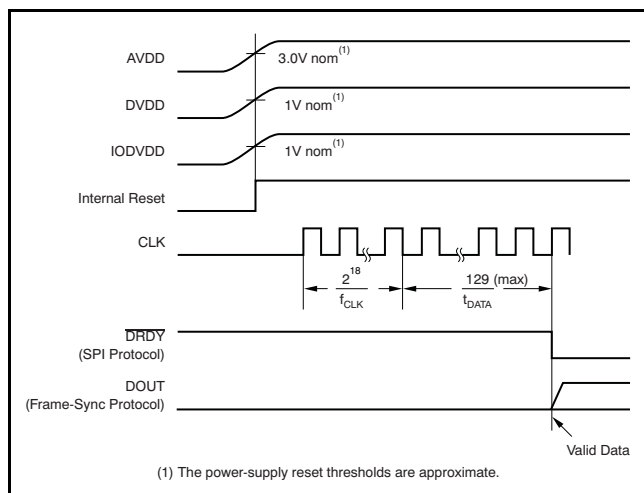 AVDD
3.0V nom(1)
DVDD
1V nom(1)
IODVDD
1V nom(1)
Internal Reset
CLK
2^18
f_CLK
129 (max)
t_DATA
DRDY
(SPI Protocol)
DOUT
(Frame-Sync Protocol)
Valid Data
(1) The power-supply reset thresholds are approximate.